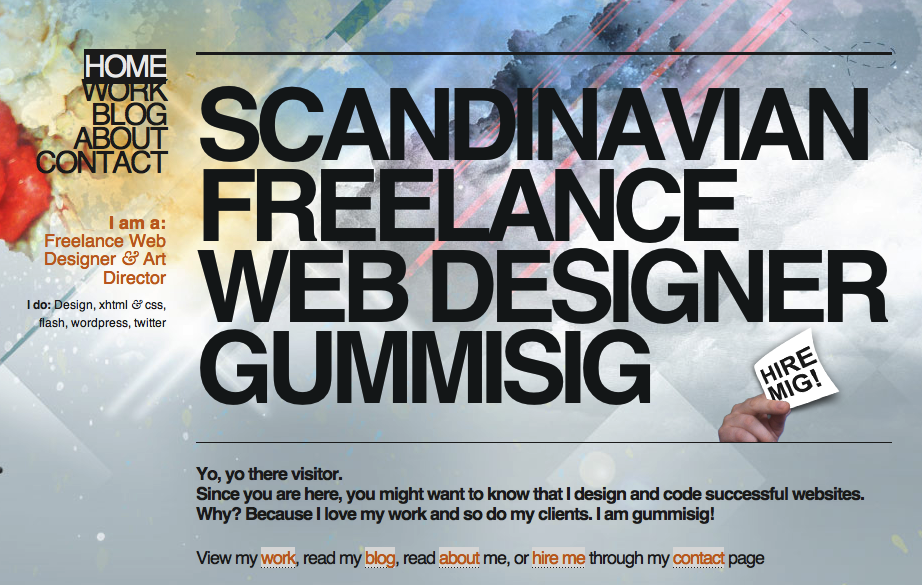 HOME
WORK
BLOG
ABOUT
CONTACT
I am a:
Freelance Web
Designer & Art
Director
I do: Design, xhtml & css,
flash, wordpress, twitter
SCANDINAVIAN
FREELANCE
WEB DESIGNER
GUMMISIG
HIRE
MIG!
Yo, yo there visitor.
Since you are here, you might want to know that I design and code successful websites.
Why? Because I love my work and so do my clients. I am gummisig!
View my work, read my blog, read about me, or hire me through my contact page